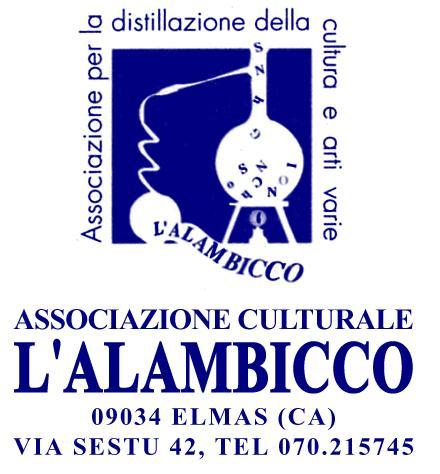 Associazione per la distillazione della cultura e arti varie
L'ALAMBICCO
ASSOCIAZIONE CULTURALE
L'ALAMBICCO
09034 ELMAS (CA)
VIA SESTU 42, TEL 070.215745